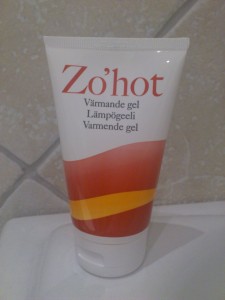 Zo'hot
Värmande gel
Lämpögeeli
Varmende gel